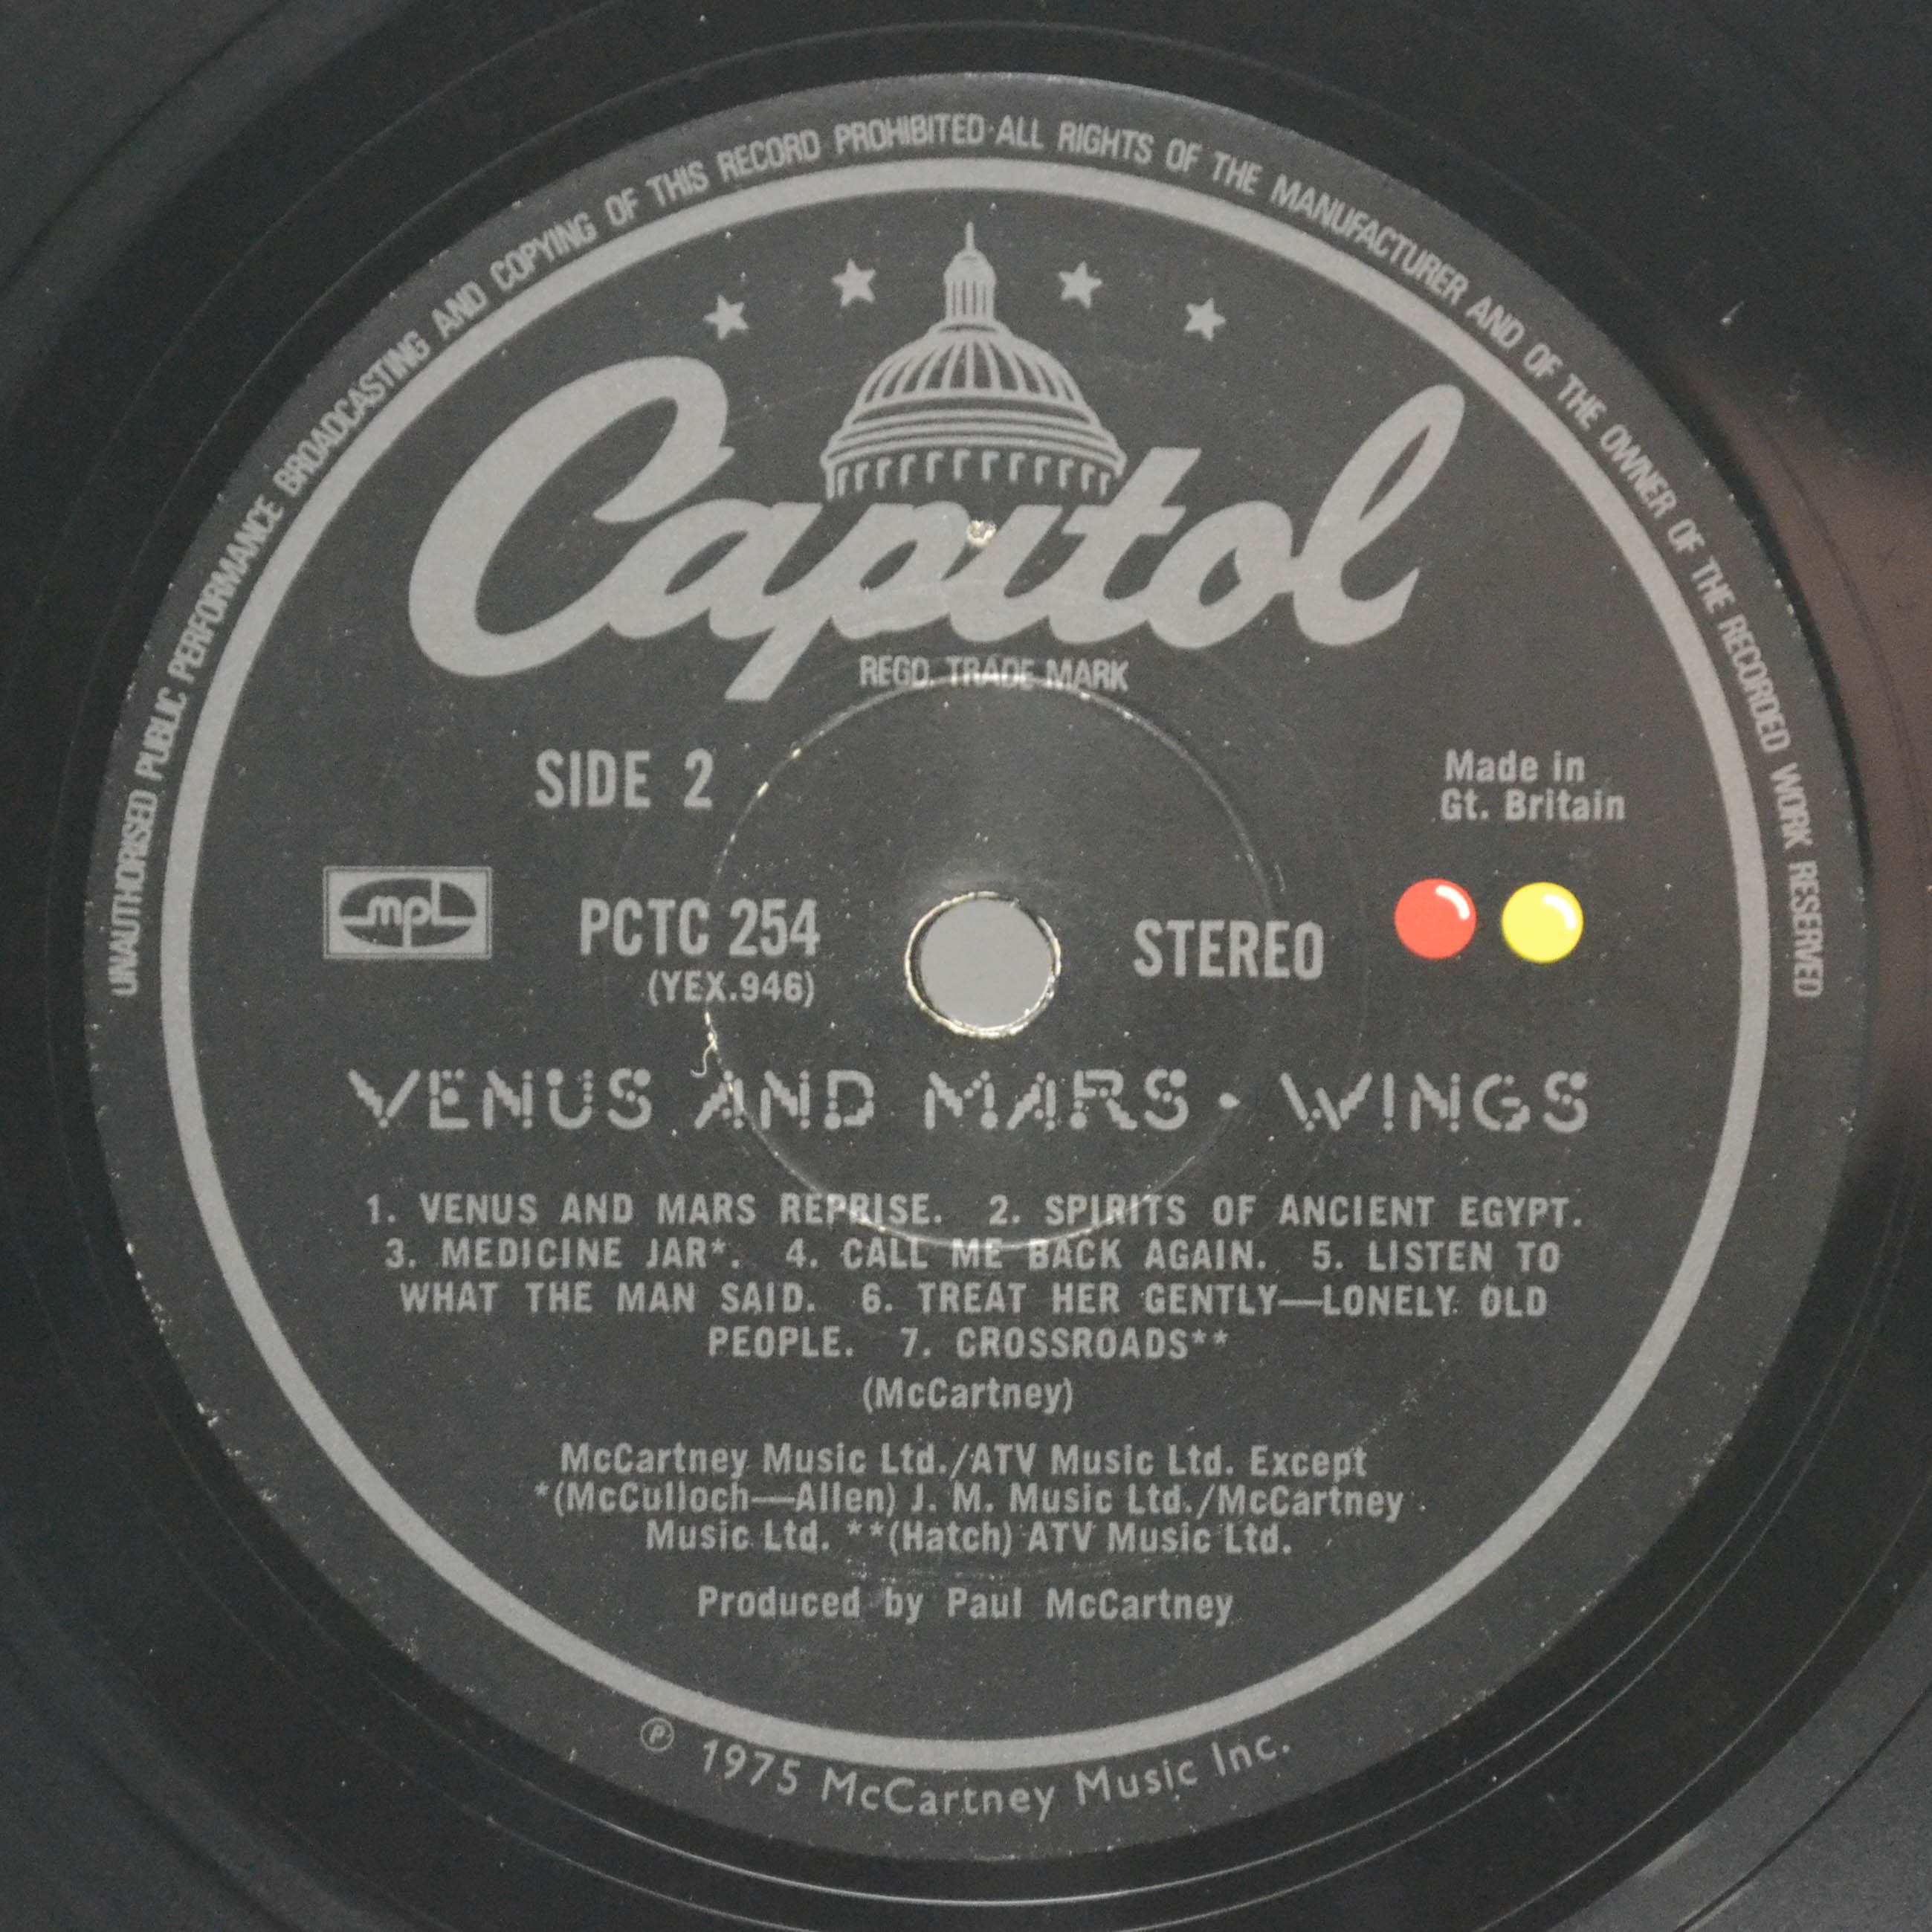 UNAUTHORISED PUBLIC PERFORMANCE BROADCASTING AND COPYING OF THIS RECORD PROHIBITED·ALL RIGHTS OF THE MANUFACTURER AND OF THE OWNER OF THE RECORDED WORK RESERVED
Capitol
REGD. TRADE MARK
SIDE 2
Made in
Gt. Britain
mpl
PCTC 254
STEREO
(YEX.946)
VENUS AND MARS · WINGS
1. VENUS AND MARS REPRISE. 2. SPIRITS OF ANCIENT EGYPT.
3. MEDICINE JAR*. 4. CALL ME BACK AGAIN. 5. LISTEN TO
WHAT THE MAN SAID. 6. TREAT HER GENTLY—LONELY OLD
PEOPLE. 7. CROSSROADS**
(McCartney)
McCartney Music Ltd./ATV Music Ltd. Except
*(McCulloch—Allen) J. M. Music Ltd./McCartney
Music Ltd. **(Hatch) ATV Music Ltd.
Produced by Paul McCartney
℗ 1975 McCartney Music Inc.